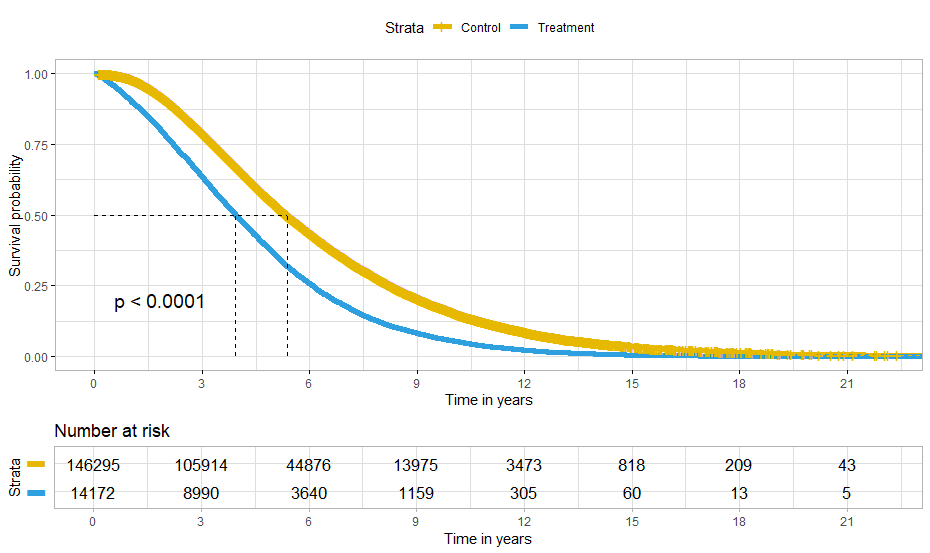 Strata Control Treatment
Survival probability
1.00
0.75
0.50
0.25
0.00
p < 0.0001
0 3 6 9 12 15 18 21
Time in years
Number at risk
Strata
146295 105914 44876 13975 3473 818 209 43
14172 8990 3640 1159 305 60 13 5
0 3 6 9 12 15 18 21
Time in years